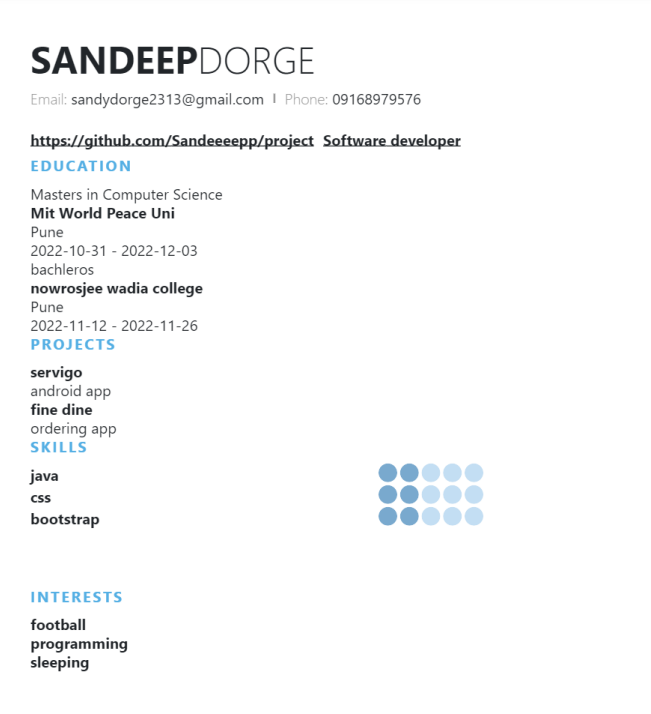 SANDEEPDORGE
Email: sandydorge2313@gmail.com | Phone: 09168979576
https://github.com/Sandeeeepp/project Software developer
EDUCATION
Masters in Computer Science
Mit World Peace Uni
Pune
2022-10-31 - 2022-12-03
bachleros
nowrosjee wadia college
Pune
2022-11-12 - 2022-11-26
PROJECTS
servigo
android app
fine dine
ordering app
SKILLS
java
css
bootstrap
INTERESTS
football
programming
sleeping